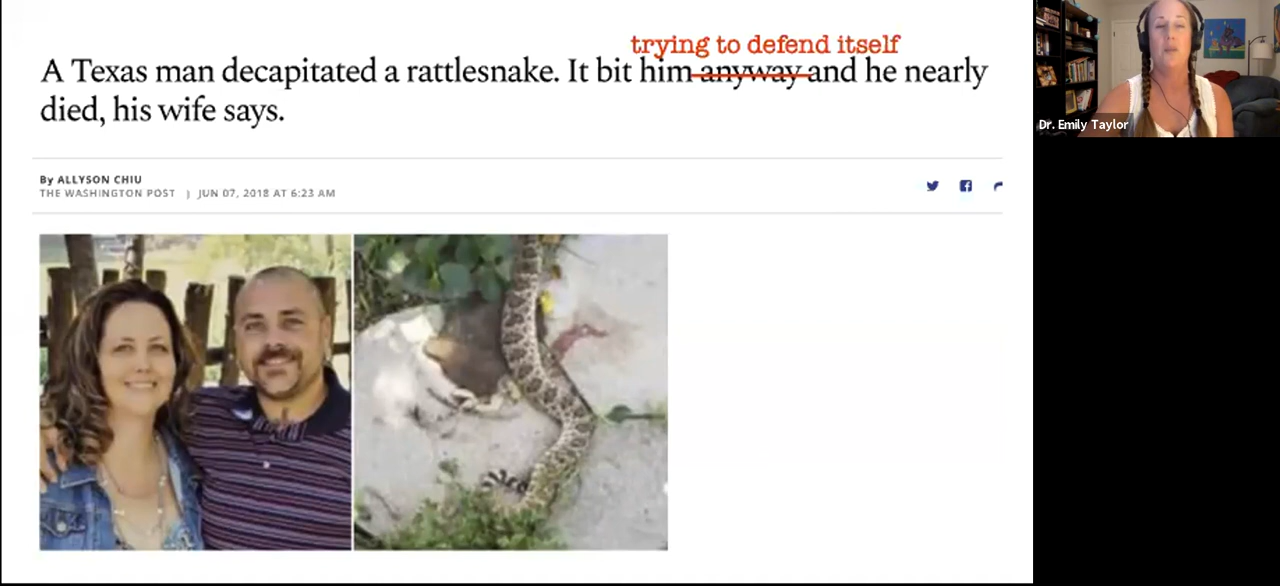 trying to defend itself
A Texas man decapitated a rattlesnake. It bit him anyway and he nearly
died, his wife says.
By ALLYSON CHIU
THE WASHINGTON POST | JUN 07, 2018 AT 6:23 AM
Dr. Emily Taylor